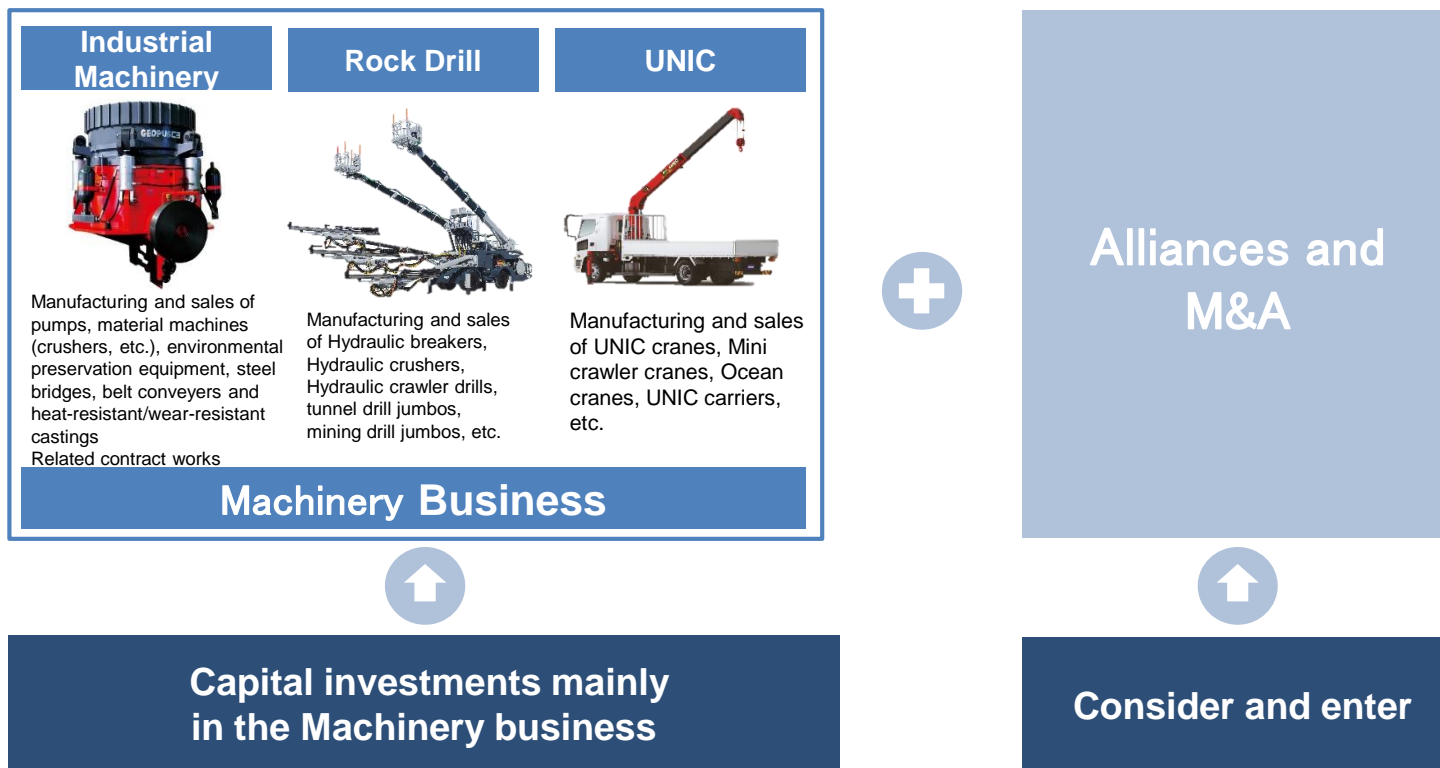 Industrial
Machinery
Rock Drill
UNIC
GEOPUSC3
Manufacturing and sales of
pumps, material machines
(crushers, etc.), environmental
preservation equipment, steel
bridges, belt conveyers and
heat-resistant/wear-resistant
castings
Related contract works
Manufacturing and sales
of Hydraulic breakers,
Hydraulic crushers,
Hydraulic crawler drills,
tunnel drill jumbos,
mining drill jumbos, etc.
Manufacturing and sales
of UNIC cranes, Mini
crawler cranes, Ocean
cranes, UNIC carriers,
etc.
Machinery Business
Alliances and
M&A
Capital investments mainly
in the Machinery business
Consider and enter